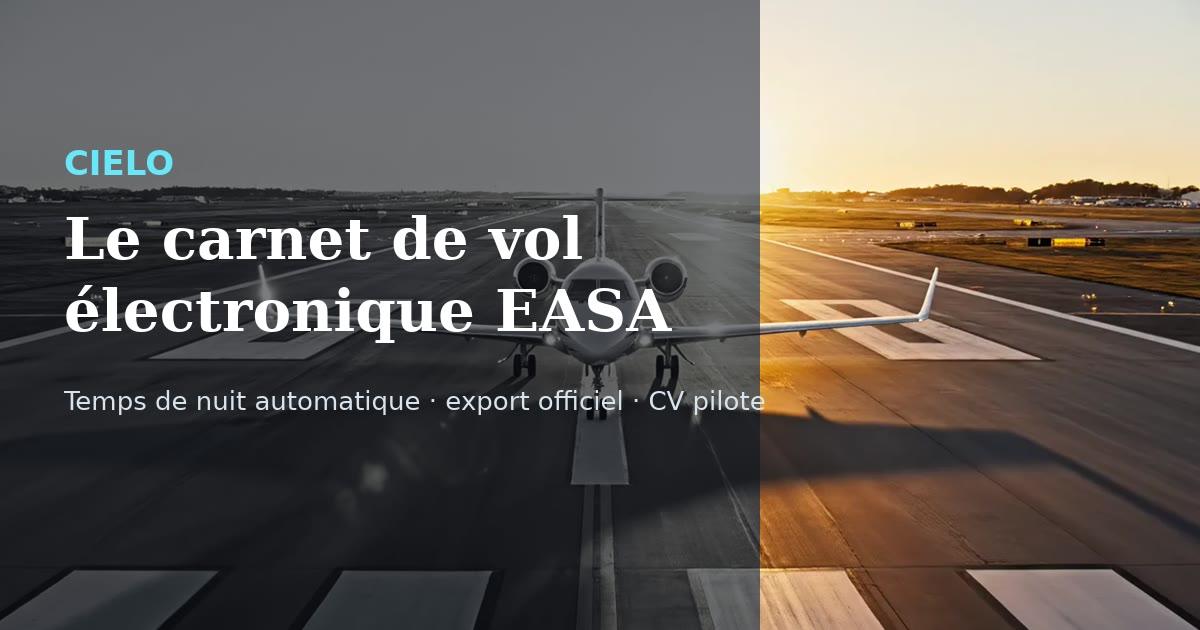 CIELO
Le carnet de vol
électronique EASA
Temps de nuit automatique · export officiel · CV pilote